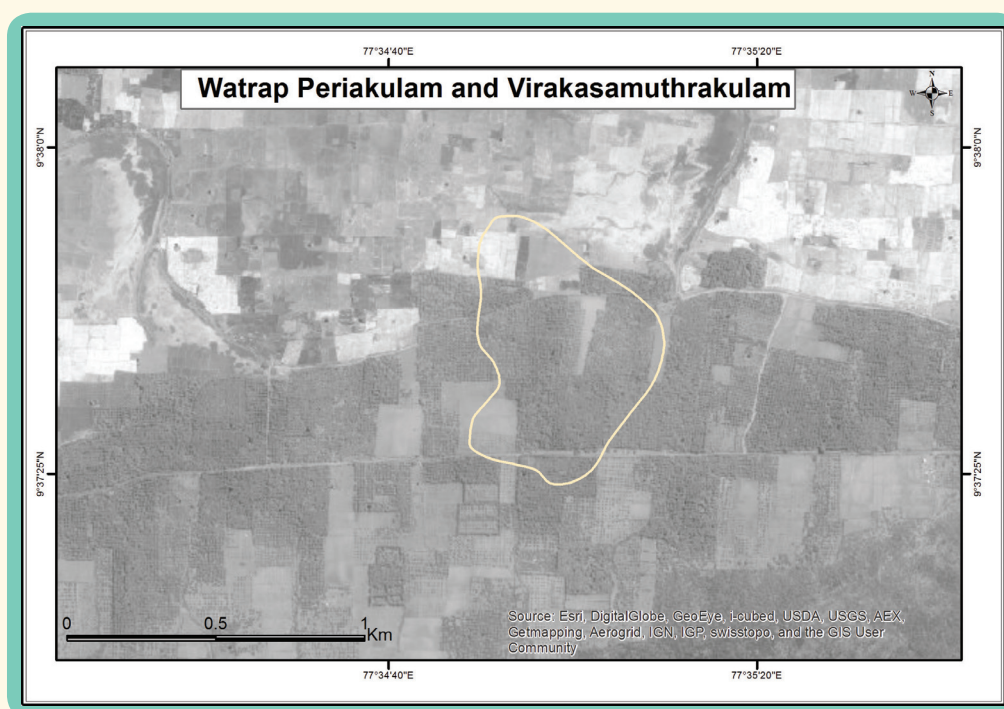 77°34'40"E
77°35'20"E
Watrap Periakulam and Virakasamuthrakulam
N
W
E
S
9°38'0"N
9°38'0"N
9°37'25"N
9°37'25"N
0
0.5
1
Km
Source: Esri, DigitalGlobe, GeoEye, i-cubed, USDA, USGS, AEX,
Getmapping, Aerogrid, IGN, IGP, swisstopo, and the GIS User
Community
77°34'40"E
77°35'20"E